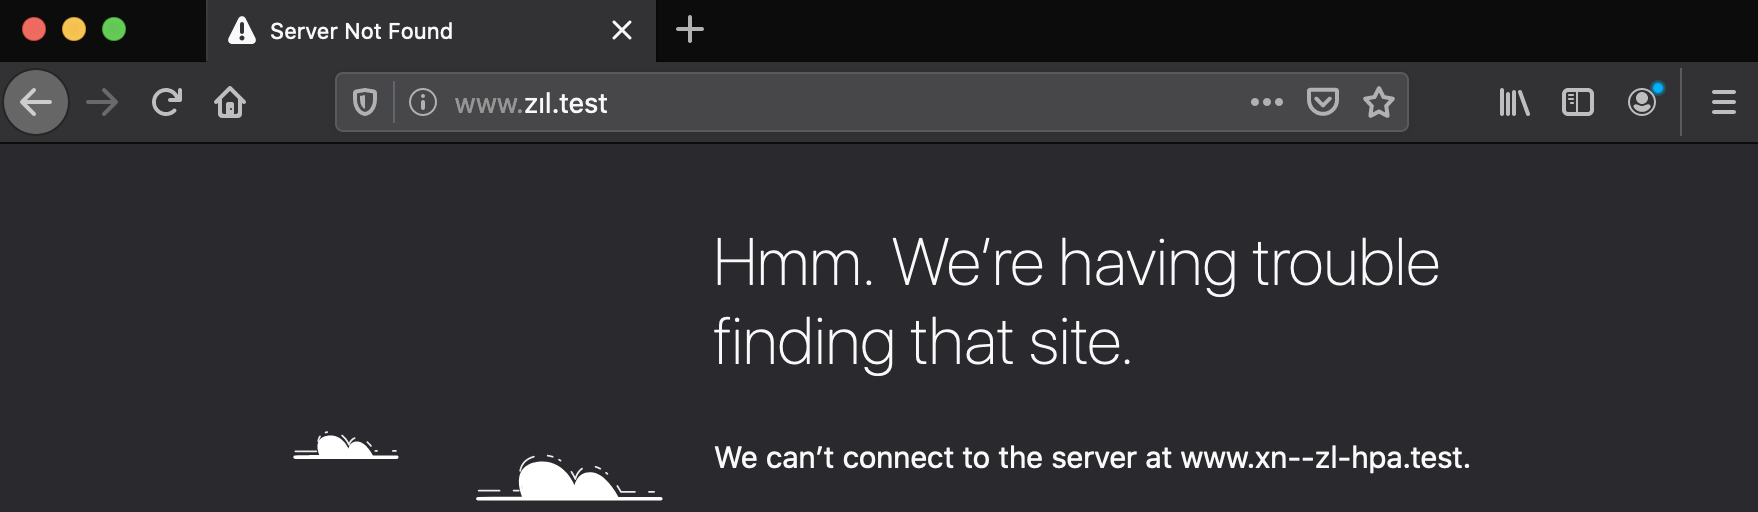 Server Not Found
www.zıl.test
Hmm. We’re having trouble
finding that site.
We can’t connect to the server at www.xn--zl-hpa.test.